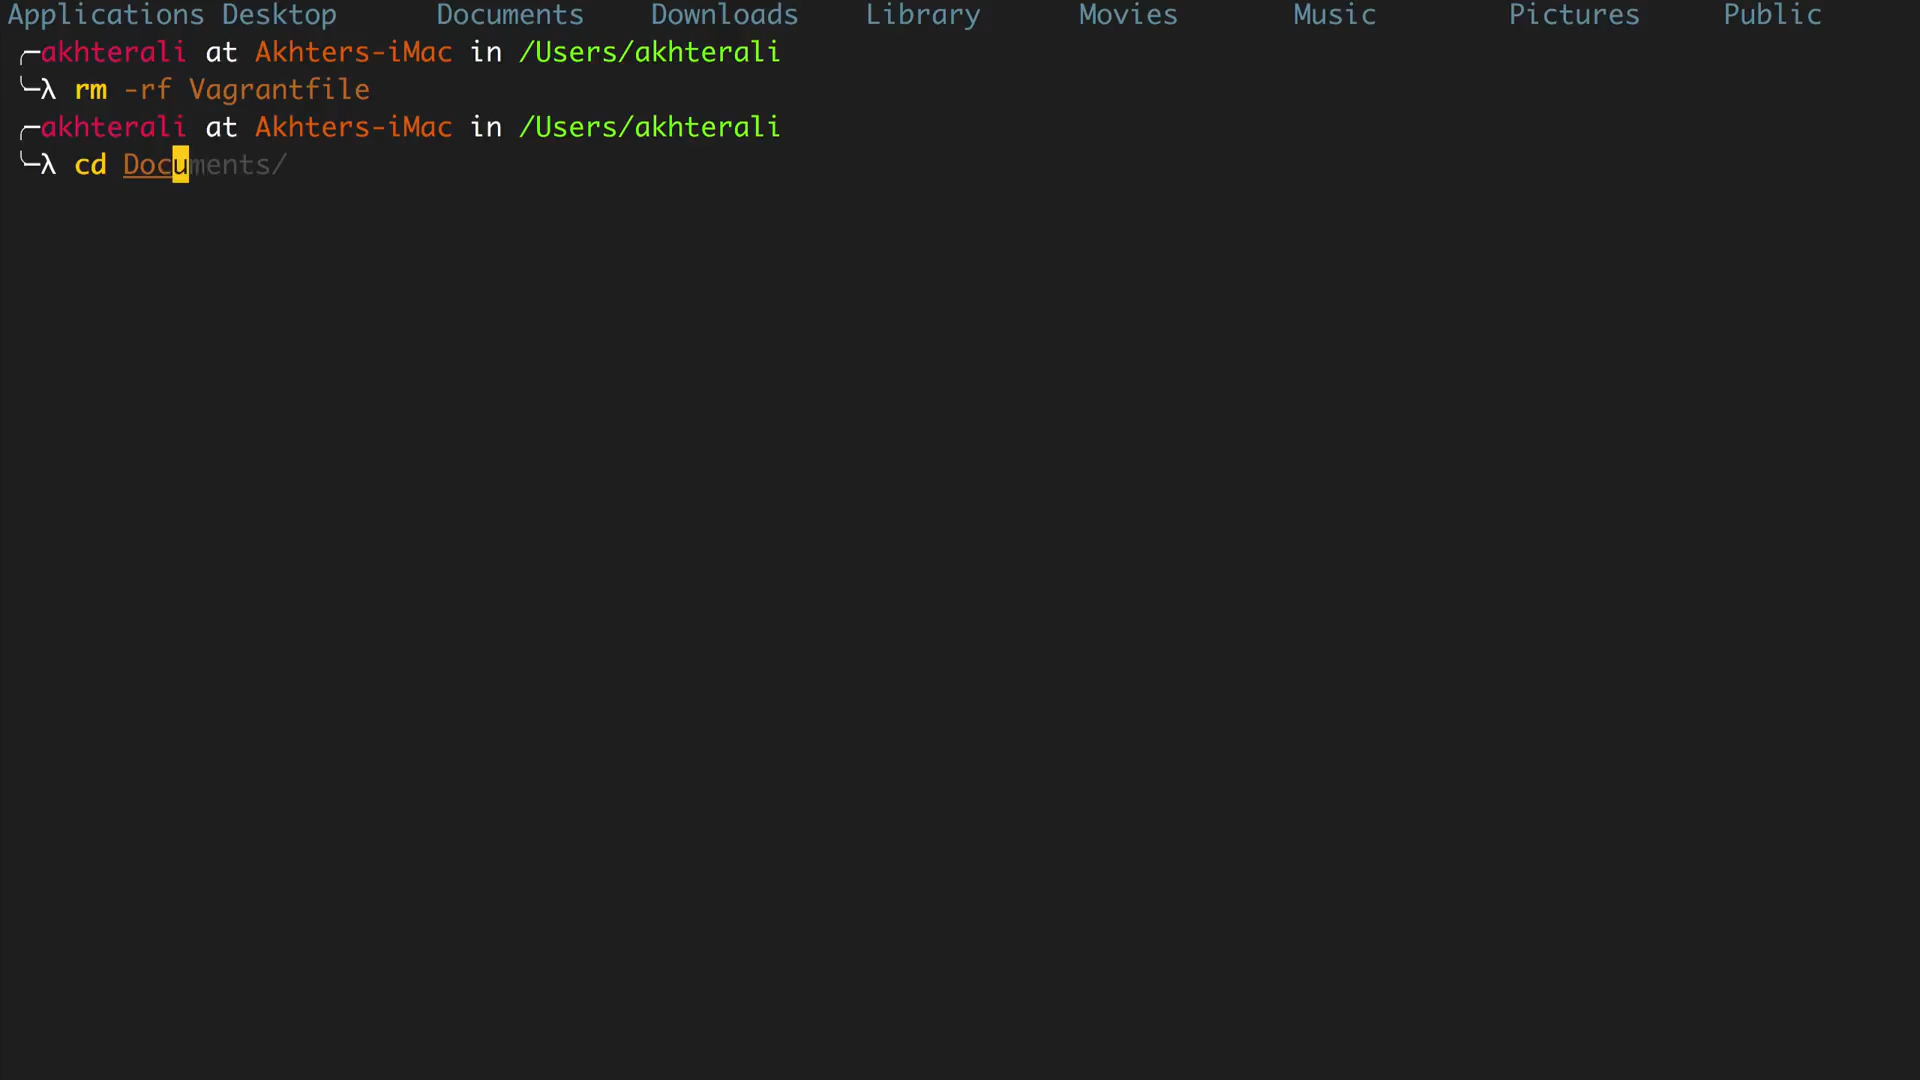 Applications Desktop Documents Downloads Library Movies Music Pictures Public
╭─akhterali at Akhters-iMac in /Users/akhterali
╰─λ rm -rf Vagrantfile
╭─akhterali at Akhters-iMac in /Users/akhterali
╰─λ cd Documents/